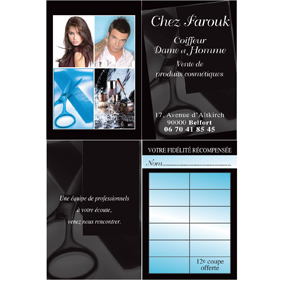 Chez Farouk
Coiffeur
Dame et Homme
Vente de
produits cosmétiques
17, Avenue d'Altkirch
90000 Belfort
06 70 41 85 45
Une équipe de professionnels
à votre écoute,
venez nous rencontrer.
VOTRE FIDÉLITÉ RÉCOMPENSÉE
Nom
12e coupe
offerte